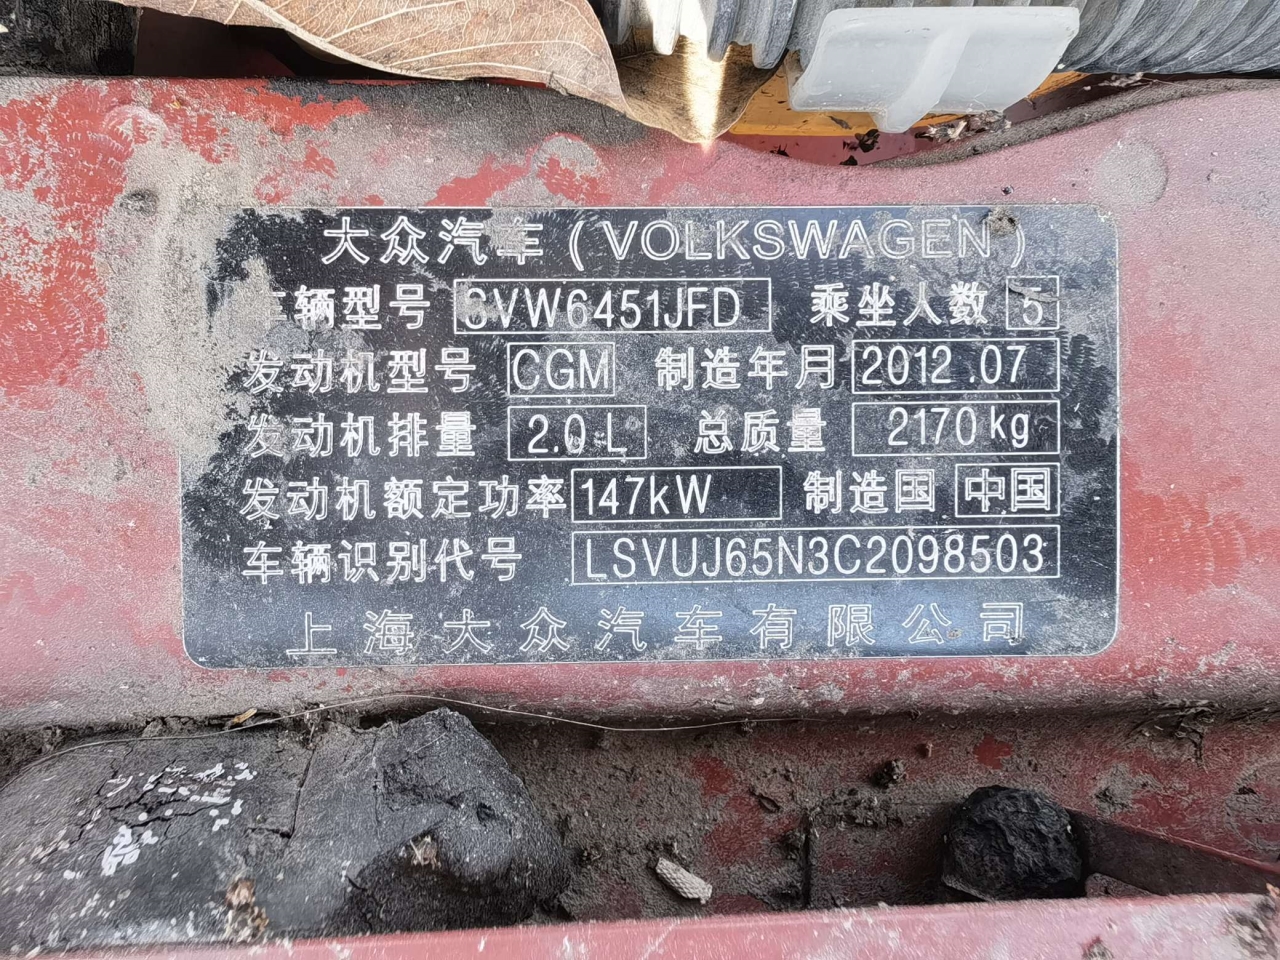 大众汽车(VOLKSWAGEN)
车辆型号 SVW6451JFD 乘坐人数 5
发动机型号 CGM 制造年月 2012.07
发动机排量 2.0 L 总质量 2170kg
发动机额定功率 147kW 制造国 中国
车辆识别代号 LSVUJ65N3C2098503
上海大众汽车有限公司